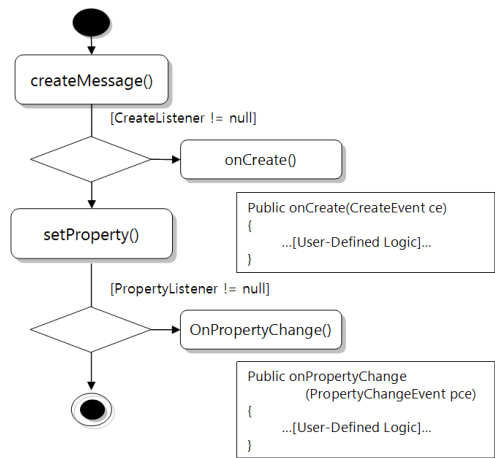 createMessage()
[CreateListener != null]
onCreate()
Public onCreate(CreateEvent ce)
{
...[User-Defined Logic]...
}
setProperty()
[PropertyListener != null]
OnPropertyChange()
Public onPropertyChange
(PropertyChangeEvent pce)
{
...[User-Defined Logic]...
}